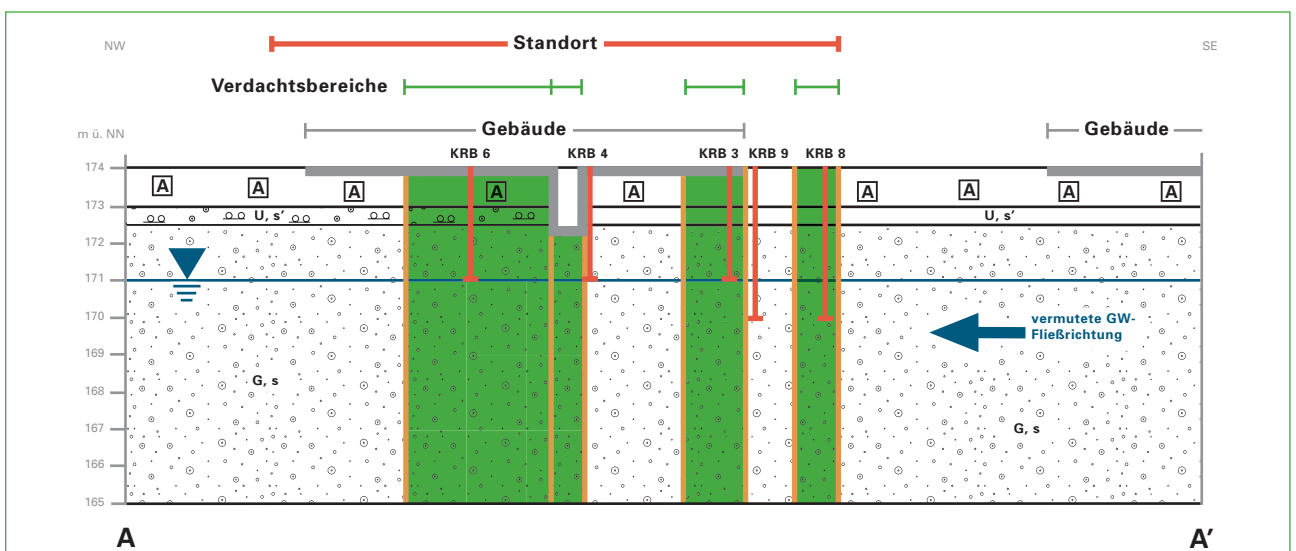 NW
Standort
SE
Verdachtsbereiche
m ü. NN
Gebäude
Gebäude
KRB 6
KRB 4
KRB 3
KRB 9
KRB 8
174
A
A
A
A
A
A
A
A
A
173
U, s'
U, s'
172
171
170
vermutete GW-
Fließrichtung
169
168
G, s
167
G, s
166
165
A
A'